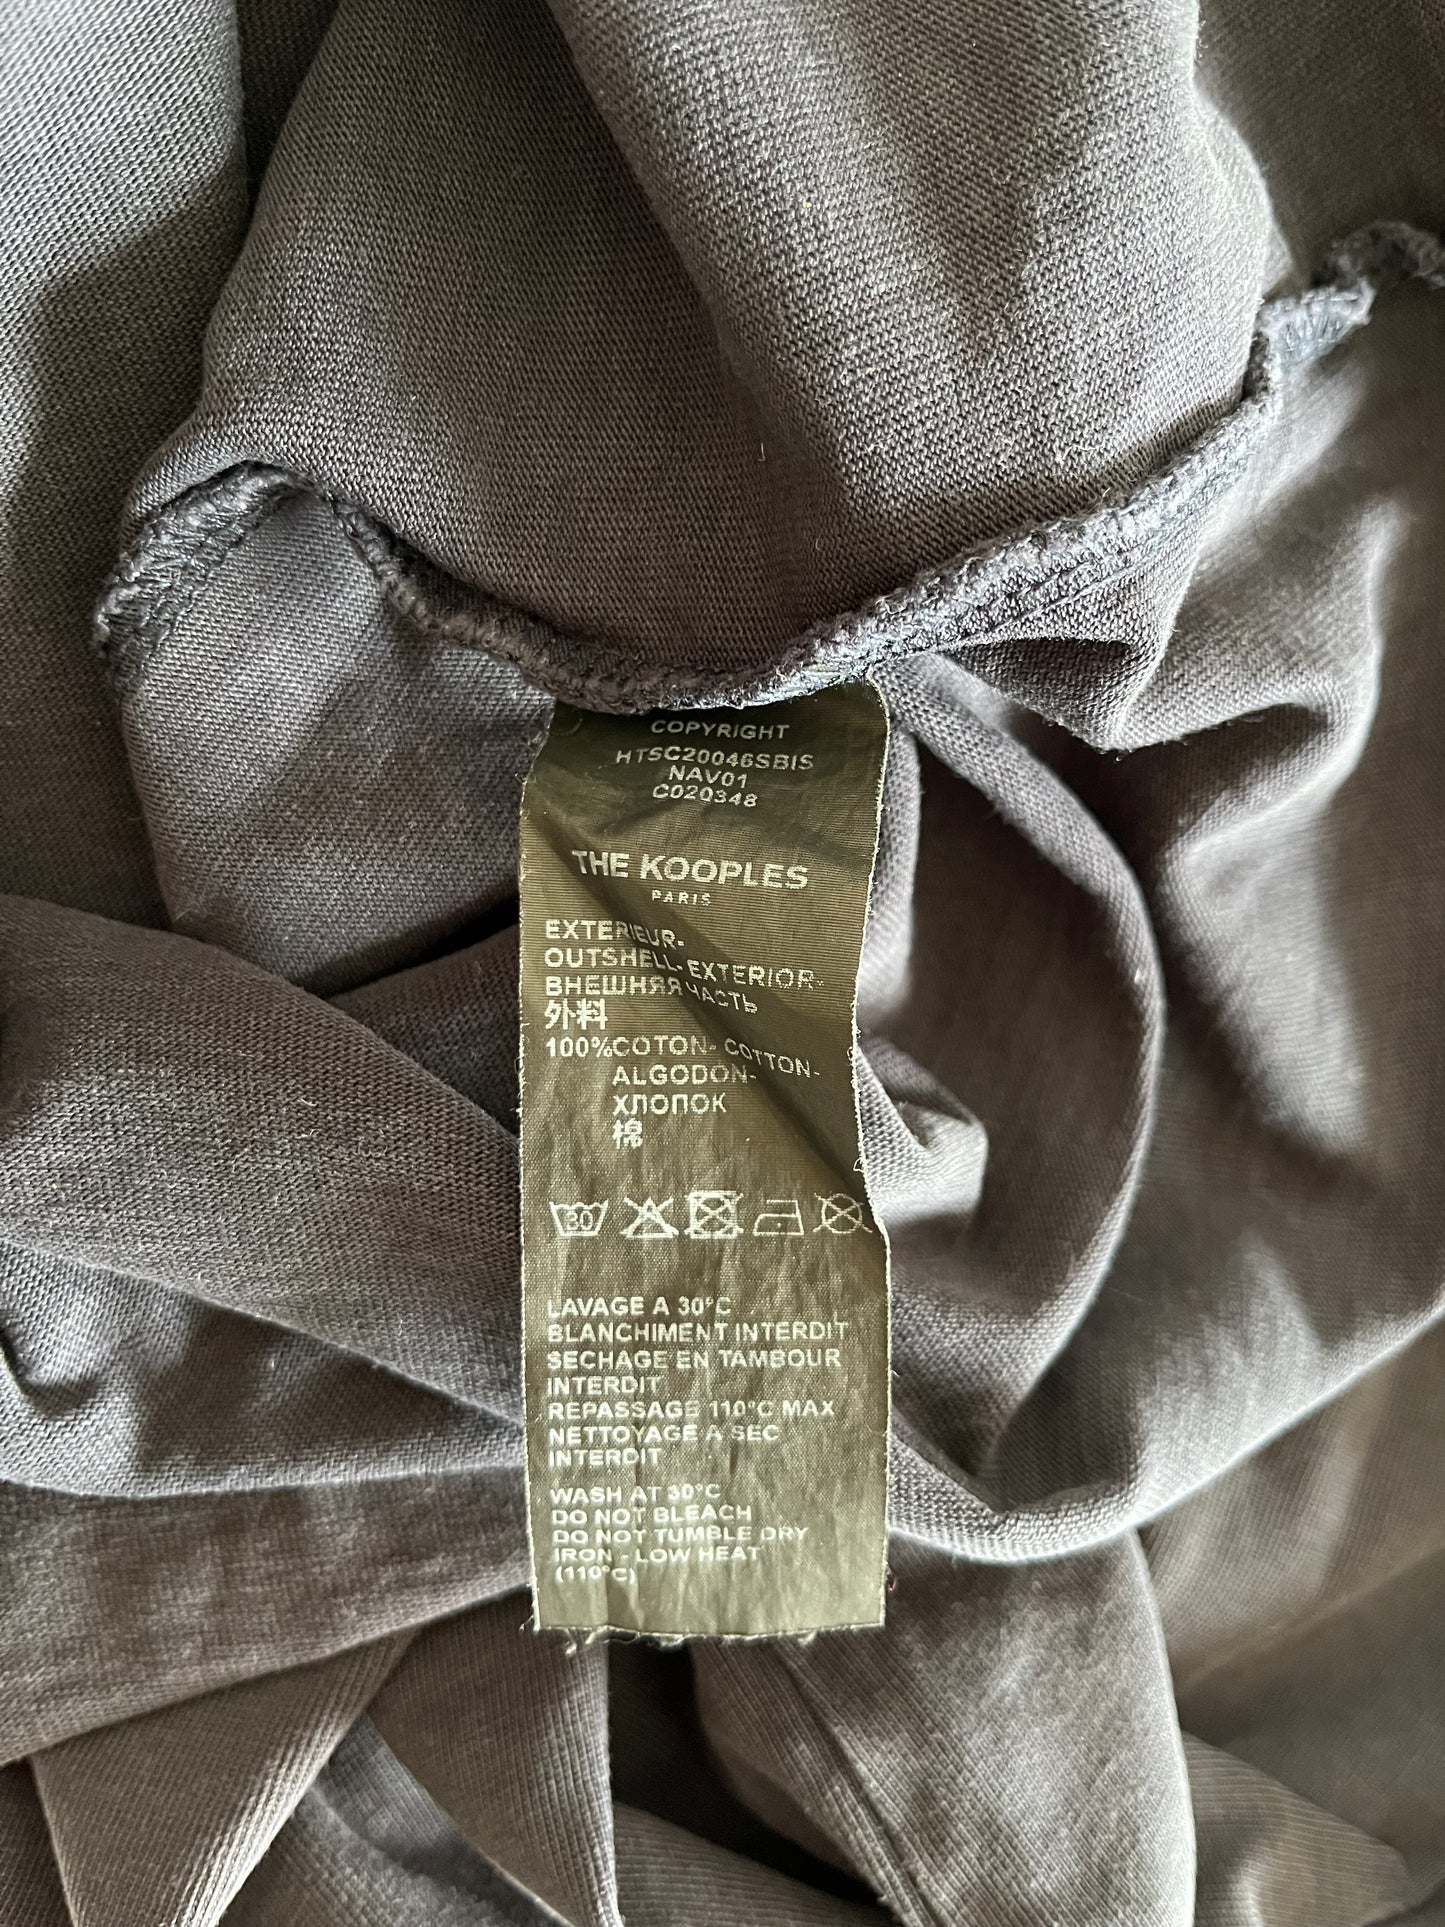 COPYRIGHT
HTSC20046SBIS
NAV01
C020348
THE KOOPLES
PARIS
EXTERIEUR-
OUTSHELL-EXTERIOR-
ВНЕШНЯЯ ЧАСТЬ
外料
100%COTON- COTTON-
ALGODON-
ХЛОПОК
棉
30
LAVAGE A 30°C
BLANCHIMENT INTERDIT
SECHAGE EN TAMBOUR
INTERDIT
REPASSAGE 110°C MAX
NETTOYAGE A SEC
INTERDIT
WASH AT 30°C
DO NOT BLEACH
DO NOT TUMBLE DRY
IRON - LOW HEAT
(110°C)